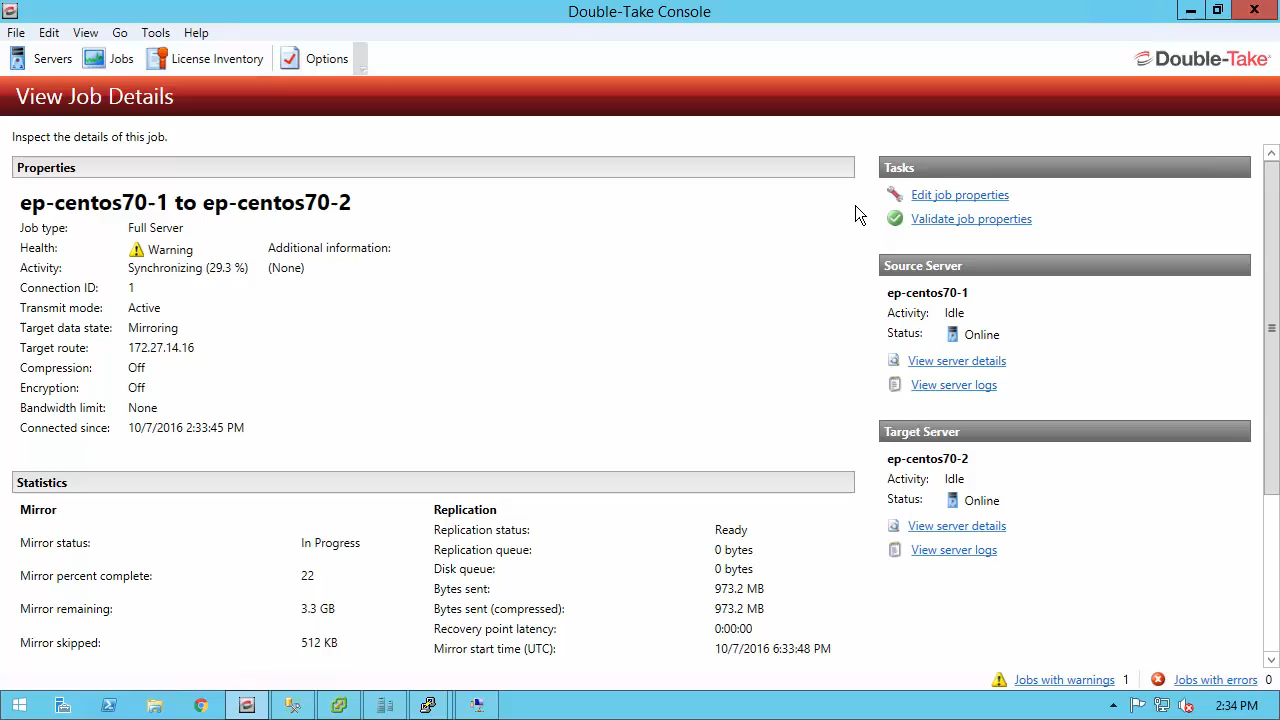 Double-Take Console
File Edit View Go Tools Help
Servers Jobs License Inventory Options
Double-Take
View Job Details
Inspect the details of this job.
Properties
ep-centos70-1 to ep-centos70-2
Job type: Full Server
Health: Warning Additional information:
Activity: Synchronizing (29.3 %) (None)
Connection ID: 1
Transmit mode: Active
Target data state: Mirroring
Target route: 172.27.14.16
Compression: Off
Encryption: Off
Bandwidth limit: None
Connected since: 10/7/2016 2:33:45 PM
Statistics
Mirror
Mirror status: In Progress
Mirror percent complete: 22
Mirror remaining: 3.3 GB
Mirror skipped: 512 KB
Replication
Replication status: Ready
Replication queue: 0 bytes
Disk queue: 0 bytes
Bytes sent: 973.2 MB
Bytes sent (compressed): 973.2 MB
Recovery point latency: 0:00:00
Mirror start time (UTC): 10/7/2016 6:33:48 PM
Tasks
Edit job properties
Validate job properties
Source Server
ep-centos70-1
Activity: Idle
Status: Online
View server details
View server logs
Target Server
ep-centos70-2
Activity: Idle
Status: Online
View server details
View server logs
Jobs with warnings 1 Jobs with errors 0
2:34 PM